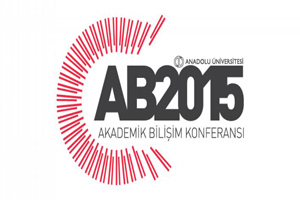 ANADOLU ÜNİVERSİTESİ
AB2015
AKADEMİK BİLİŞİM KONFERANSI